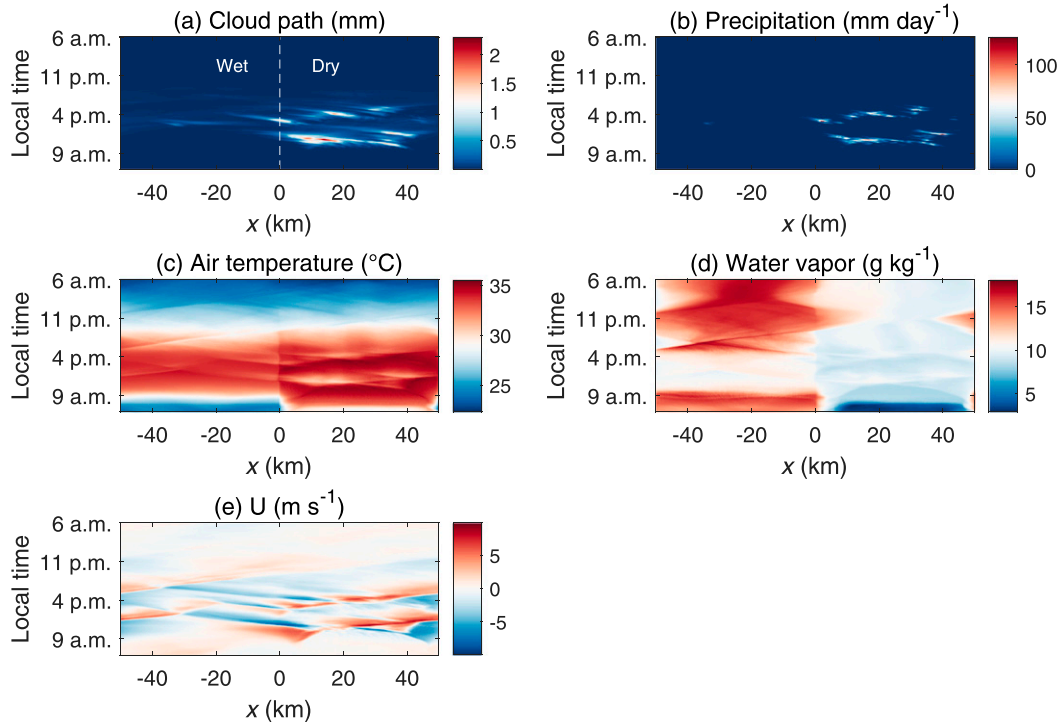 (a) Cloud path (mm)
6 a.m.
11 p.m.
4 p.m.
9 a.m.
Local time
Wet
Dry
-40
-20
0
20
40
x (km)
2
1.5
1
0.5
(b) Precipitation (mm day-1)
6 a.m.
11 p.m.
4 p.m.
9 a.m.
Local time
-40
-20
0
20
40
x (km)
100
50
0
(c) Air temperature (°C)
6 a.m.
11 p.m.
4 p.m.
9 a.m.
Local time
-40
-20
0
20
40
x (km)
35
30
25
(d) Water vapor (g kg-1)
6 a.m.
11 p.m.
4 p.m.
9 a.m.
Local time
-40
-20
0
20
40
x (km)
15
10
5
(e) U (m s-1)
6 a.m.
11 p.m.
4 p.m.
9 a.m.
Local time
-40
-20
0
20
40
x (km)
5
0
-5